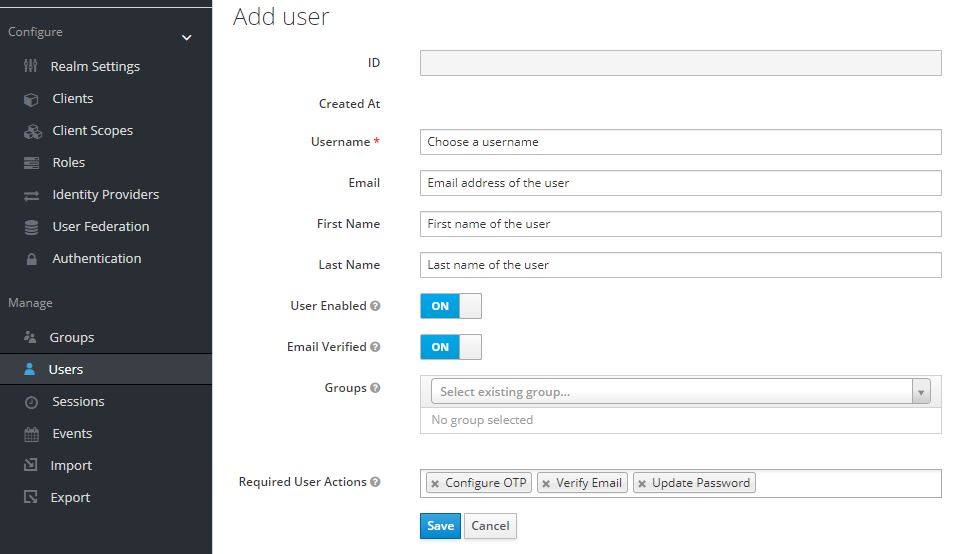 Configure
Realm Settings
Clients
Client Scopes
Roles
Identity Providers
User Federation
Authentication
Manage
Groups
Users
Sessions
Events
Import
Export
Add user
ID
Created At
Username * Choose a username
Email Email address of the user
First Name First name of the user
Last Name Last name of the user
User Enabled ON
Email Verified ON
Groups Select existing group...
No group selected
Required User Actions × Configure OTP × Verify Email × Update Password
Save Cancel